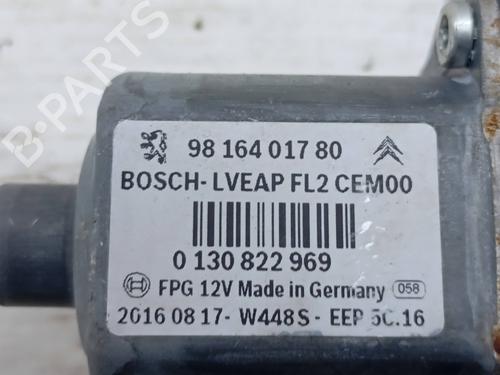 B-PARTS
98 164 017 80
BOSCH-LVEAP FL2 CEM00
0 130 822 969
FPG 12V Made in Germany 058
2016 08 17- W448S - EEP 5C.16